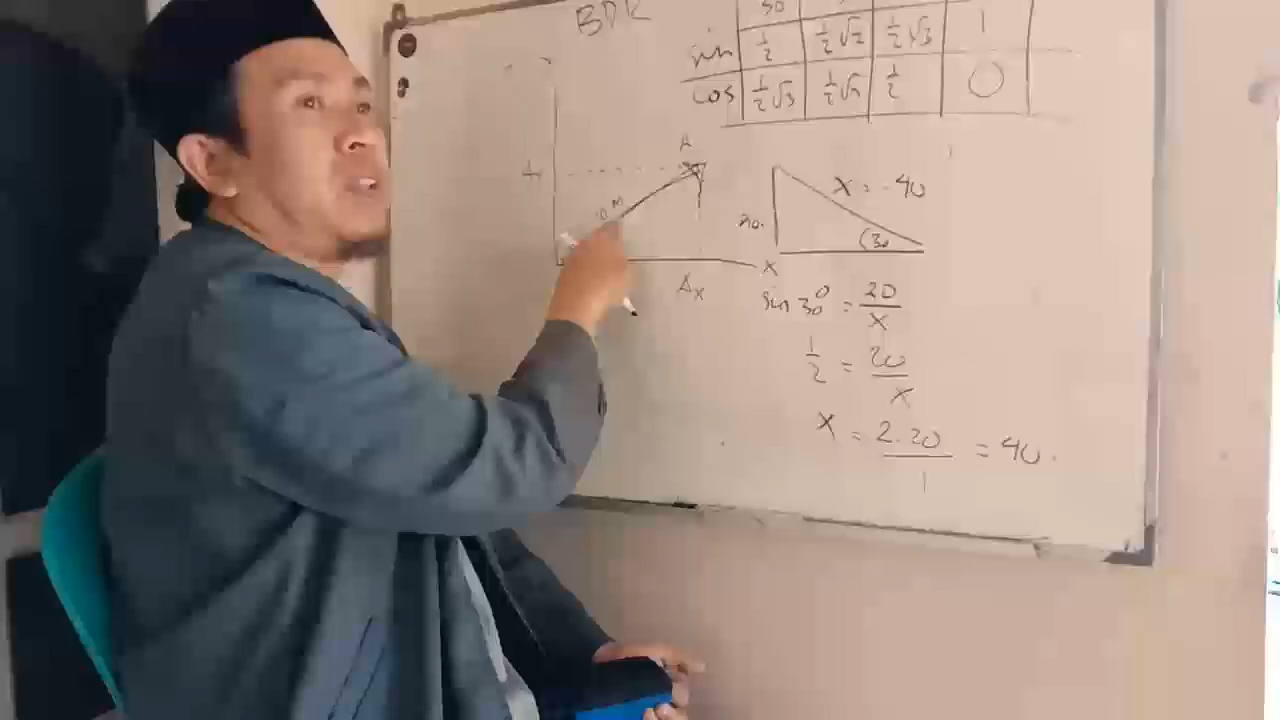 BDR
30
sin 1/2 1/2√2 1/2√3 1
cos 1/2√3 1/2√2 1/2 0
A
X
Ax
X = 40
20
30
sin 30° = 20/X
1/2 = 20/X
X = 2.20/1 = 40.